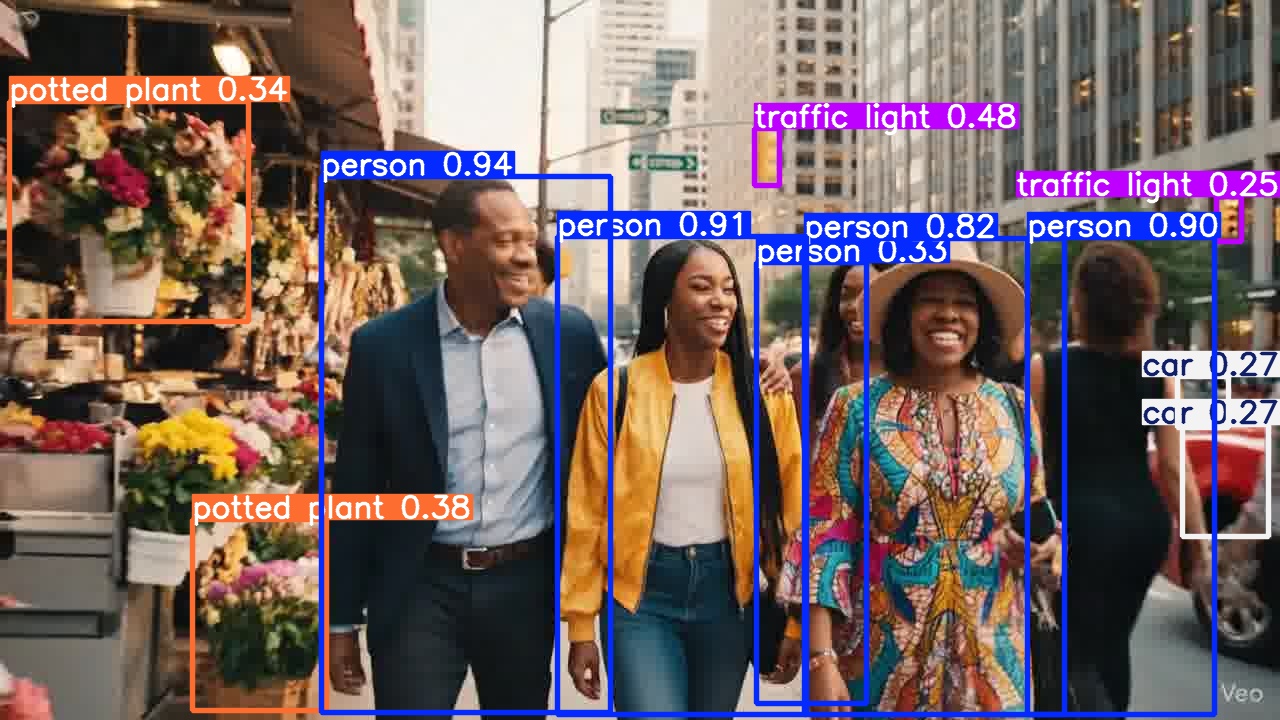 potted plant 0.34
traffic light 0.48
person 0.94
traffic light 0.25
person 0.91
person 0.82
person 0.90
person 0.33
car 0.27
car 0.27
potted plant 0.38
Veo